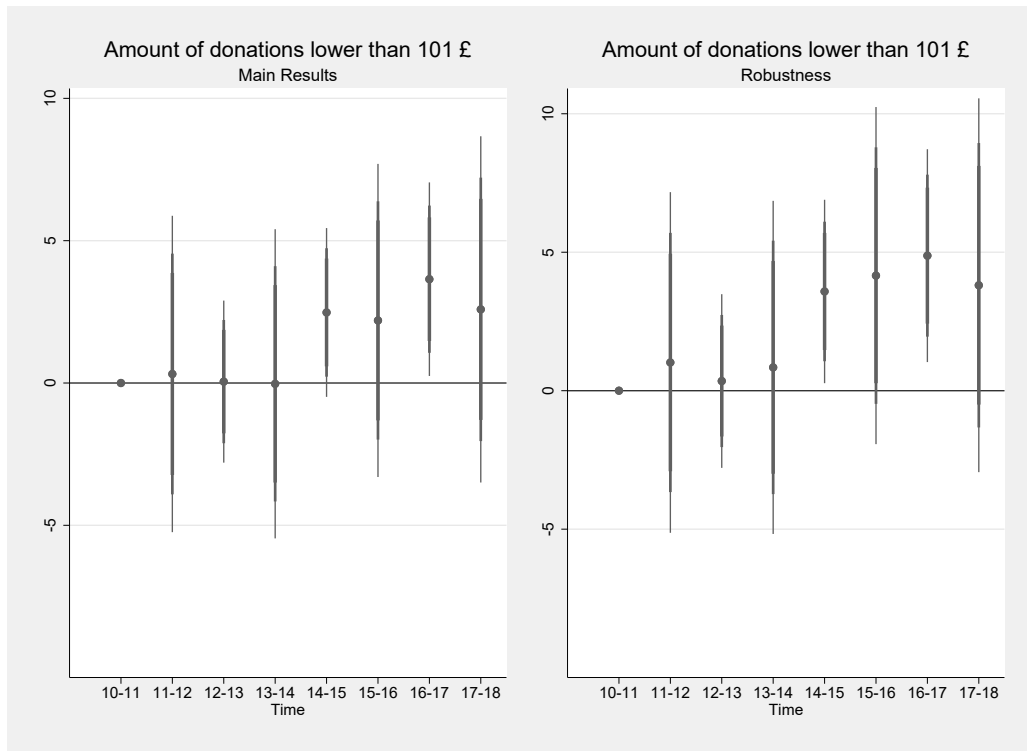 Amount of donations lower than 101 £
Main Results
10
5
0
-5
10-11 11-12 12-13 13-14 14-15 15-16 16-17 17-18
Time
Amount of donations lower than 101 £
Robustness
10
5
0
-5
10-11 11-12 12-13 13-14 14-15 15-16 16-17 17-18
Time